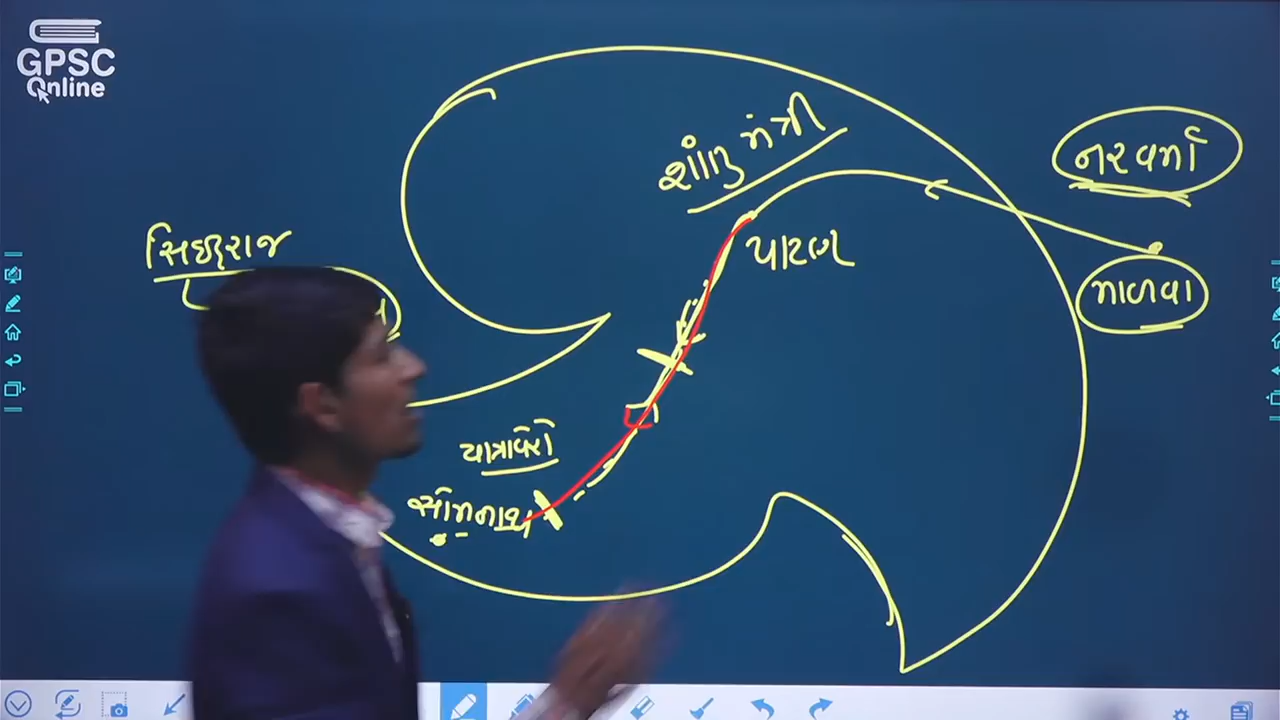 GPSC
Online
શાંતુ મંત્રી
નરવર્મા
સિદ્ધરાજ
પાટણ
માળવા
યાત્રાવેરો
સોમનાથ